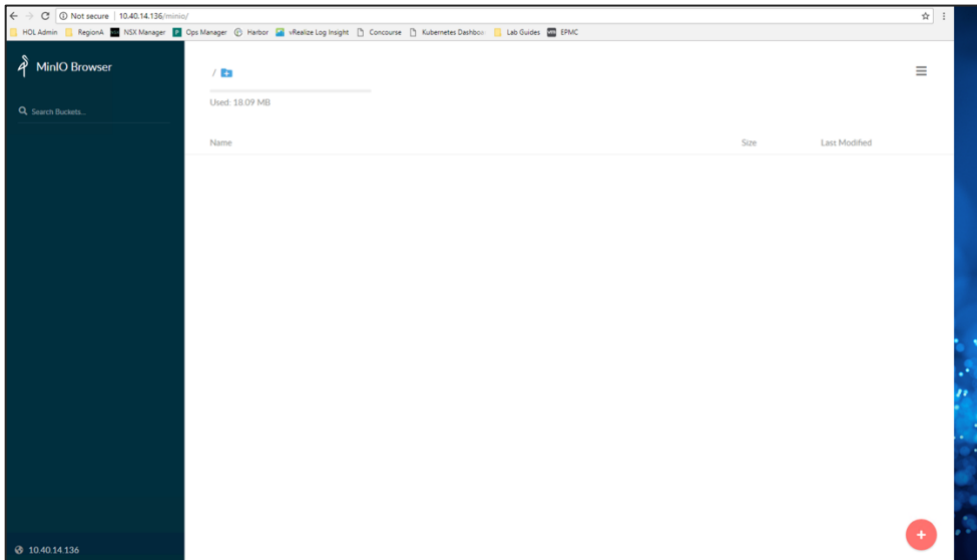 Not secure | 10.40.14.136/minio/
HOL Admin RegionA NSX Manager Ops Manager Harbor vRealize Log Insight Concourse Kubernetes Dashboa Lab Guides EPMC
MinIO Browser
/
Used: 18.09 MB
Search Buckets...
Name Size Last Modified
10.40.14.136